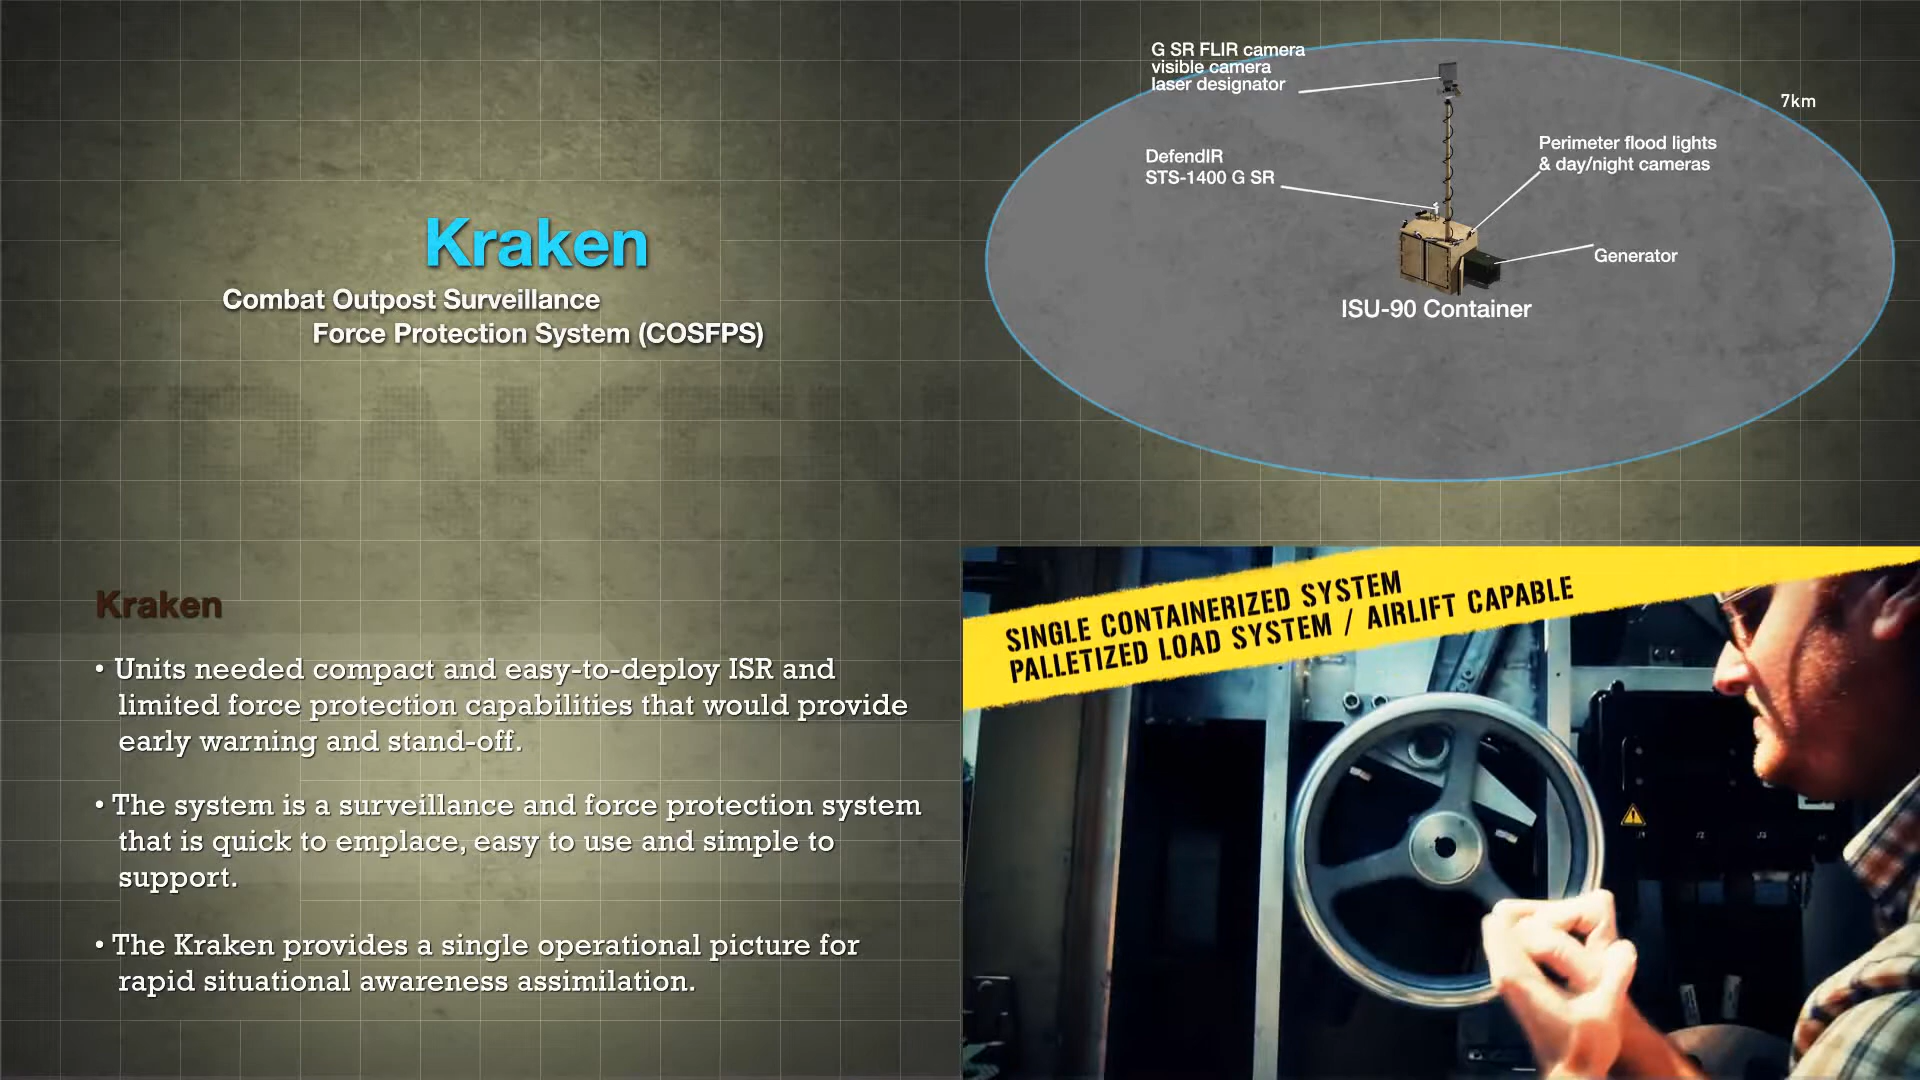 Kraken
Combat Outpost Surveillance
Force Protection System (COSFPS)
KRAKEN
G SR FLIR camera
visible camera
laser designator
7km
DefendIR
STS-1400 G SR
Perimeter flood lights
& day/night cameras
Generator
ISU-90 Container
Kraken
• Units needed compact and easy-to-deploy ISR and
limited force protection capabilities that would provide
early warning and stand-off.
• The system is a surveillance and force protection system
that is quick to emplace, easy to use and simple to
support.
• The Kraken provides a single operational picture for
rapid situational awareness assimilation.
SINGLE CONTAINERIZED SYSTEM
PALLETIZED LOAD SYSTEM / AIRLIFT CAPABLE
J1 J2 J3